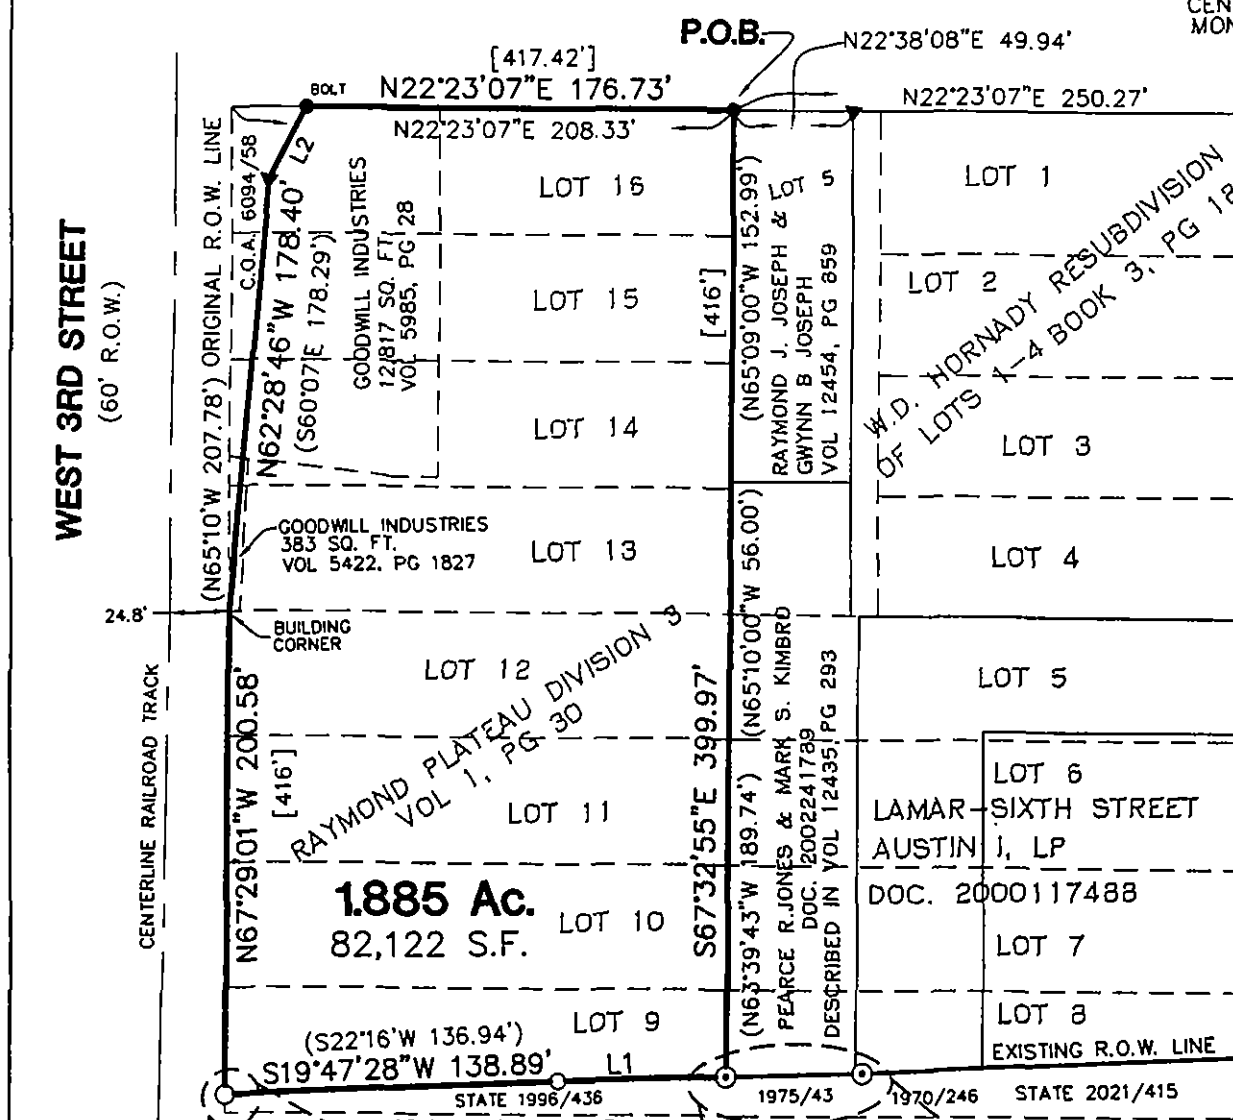 CEN
MON
P.O.B.
N22°38'08"E 49.94'
[417.42']
BOLT N22°23'07"E 176.73'
N22°23'07"E 250.27'
N22°23'07"E 208.33'
WEST 3RD STREET
(60' R.O.W.)
(N65°10'W 207.78') ORIGINAL R.O.W. LINE
C.O.A. 6094/58
L2
N62°28'46"W 178.40'
(S60°07'E 178.29')
GOODWILL INDUSTRIES
12,817 SQ. FT.
VOL 5985, PG 28
LOT 16
LOT 15
LOT 14
LOT 13
[416']
(N65°09'00"W 152.99')
LOT 5
RAYMOND J. JOSEPH &
GWYNN B JOSEPH
VOL 12454, PG 859
LOT 1
LOT 2
W.D. HORNADY RESUBDIVISION
OF LOTS 1-4 BOOK 3, PG 18
LOT 3
LOT 4
GOODWILL INDUSTRIES
383 SQ. FT.
VOL 5422, PG 1827
24.8'
BUILDING
CORNER
CENTERLINE RAILROAD TRACK
N67°29'01"W 200.58'
[416']
LOT 12
RAYMOND PLATEAU DIVISION 3
VOL 1, PG 30
LOT 11
1.885 Ac.
82,122 S.F.
LOT 10
LOT 9
S67°32'55"E 399.97'
(N65°10'00"W 56.00')
(N63°39'43"W 189.74')
PEARCE R.JONES & MARK S. KIMBRO
DOC. 2002241789
DESCRIBED IN VOL 12435, PG 293
LOT 5
LOT 6
LAMAR-SIXTH STREET
AUSTIN I, LP
DOC. 2000117488
LOT 7
LOT 8
EXISTING R.O.W. LINE
(S22°16'W 136.94')
S19°47'28"W 138.89'
L1
STATE 1996/436
1975/43
1970/246
STATE 2021/415